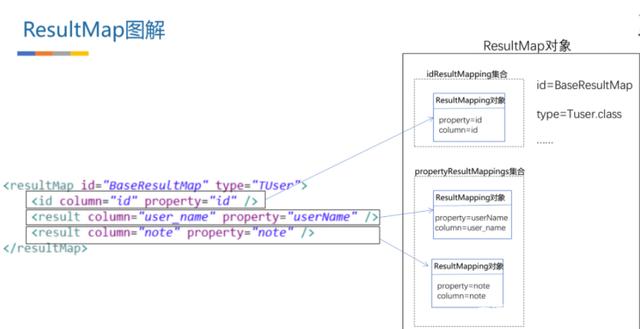 ResultMap图解
ResultMap对象
idResultMapping集合
ResultMapping对象
property=id
column=id
id=BaseResultMap
type=Tuser.class
......
propertyResultMappings集合
ResultMapping对象
property=userName
column=user_name
ResultMapping对象
property=note
column=note
<resultMap id="BaseResultMap" type="TUser">
<id column="id" property="id" />
<result column="user_name" property="userName" />
<result column="note" property="note" />
</resultMap>